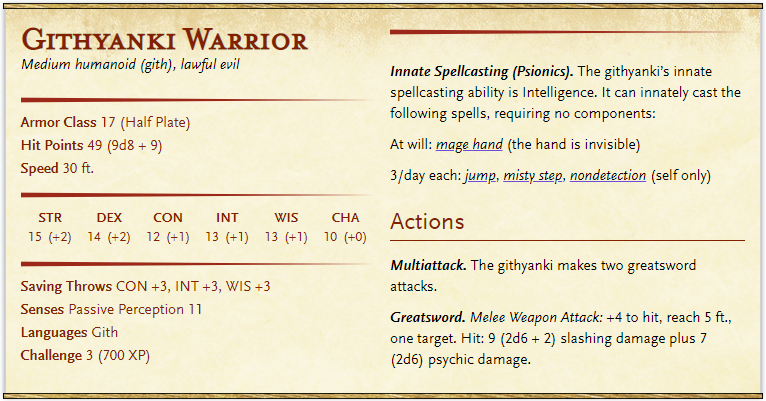 Githyanki Warrior
Medium humanoid (gith), lawful evil
Armor Class 17 (Half Plate)
Hit Points 49 (9d8 + 9)
Speed 30 ft.
STR DEX CON INT WIS CHA
15 (+2) 14 (+2) 12 (+1) 13 (+1) 13 (+1) 10 (+0)
Saving Throws CON +3, INT +3, WIS +3
Senses Passive Perception 11
Languages Gith
Challenge 3 (700 XP)
Innate Spellcasting (Psionics). The githyanki's innate
spellcasting ability is Intelligence. It can innately cast the
following spells, requiring no components:
At will: mage hand (the hand is invisible)
3/day each: jump, misty step, nondetection (self only)
Actions
Multiattack. The githyanki makes two greatsword
attacks.
Greatsword. Melee Weapon Attack: +4 to hit, reach 5 ft.,
one target. Hit: 9 (2d6 + 2) slashing damage plus 7
(2d6) psychic damage.